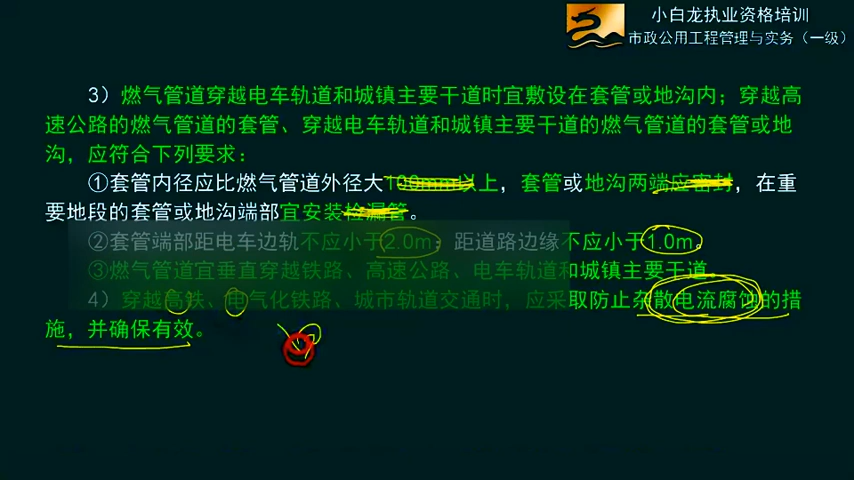 小白龙执业资格培训
市政公用工程管理与实务（一级）
3）燃气管道穿越电车轨道和城镇主要干道时宜敷设在套管或地沟内；穿越高
速公路的燃气管道的套管、穿越电车轨道和城镇主要干道的燃气管道的套管或地
沟，应符合下列要求：
①套管内径应比燃气管道外径大100mm以上，套管或地沟两端应密封，在重
要地段的套管或地沟端部宜安装检漏管。
②套管端部距电车边轨不应小于2.0m；距道路边缘不应小于1.0m。
③燃气管道宜垂直穿越铁路、高速公路、电车轨道和城镇主要干道。
4）穿越高铁、电气化铁路、城市轨道交通时，应采取防止杂散电流腐蚀的措
施，并确保有效。